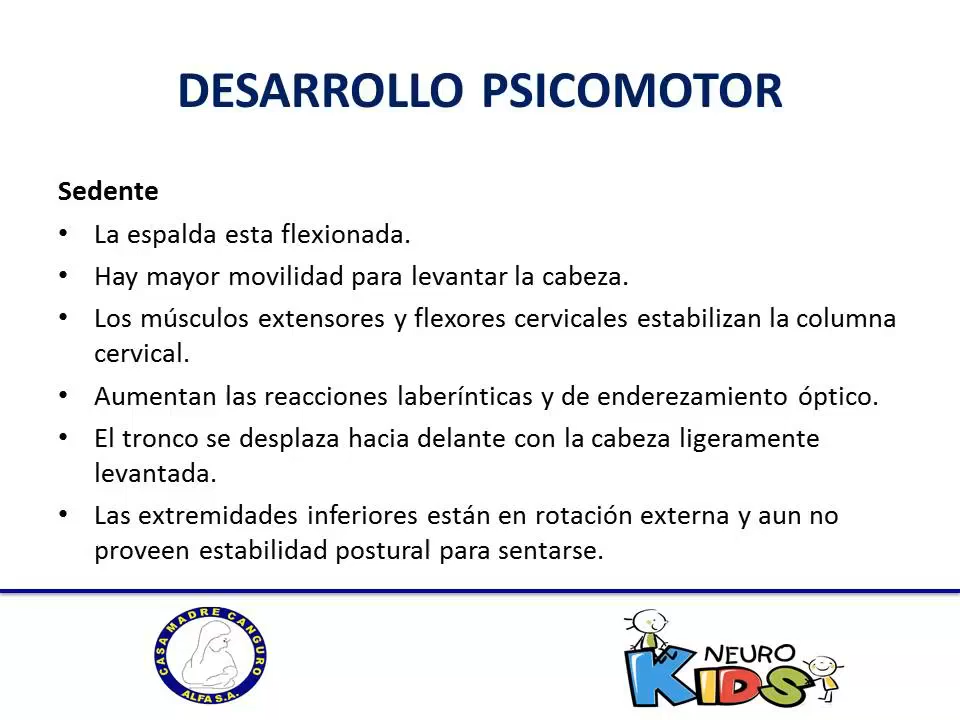 DESARROLLO PSICOMOTOR
Sedente
• La espalda esta flexionada.
• Hay mayor movilidad para levantar la cabeza.
• Los músculos extensores y flexores cervicales estabilizan la columna
cervical.
• Aumentan las reacciones laberínticas y de enderezamiento óptico.
• El tronco se desplaza hacia delante con la cabeza ligeramente
levantada.
• Las extremidades inferiores están en rotación externa y aun no
proveen estabilidad postural para sentarse.
CASA MADRE CANGURO
ALFA S.A.
NEURO
KIDS